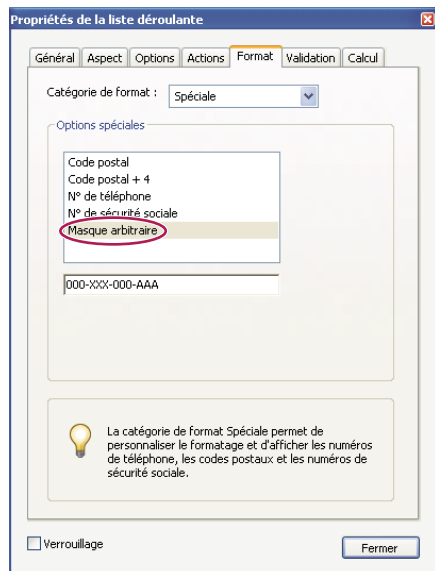 Propriétés de la liste déroulante
Général Aspect Options Actions Format Validation Calcul
Catégorie de format : Spéciale
Options spéciales
Code postal
Code postal + 4
N° de téléphone
N° de sécurité sociale
Masque arbitraire
000-XXX-000-AAA
La catégorie de format Spéciale permet de
personnaliser le formatage et d'afficher les numéros
de téléphone, les codes postaux et les numéros de
sécurité sociale.
Verrouillage
Fermer